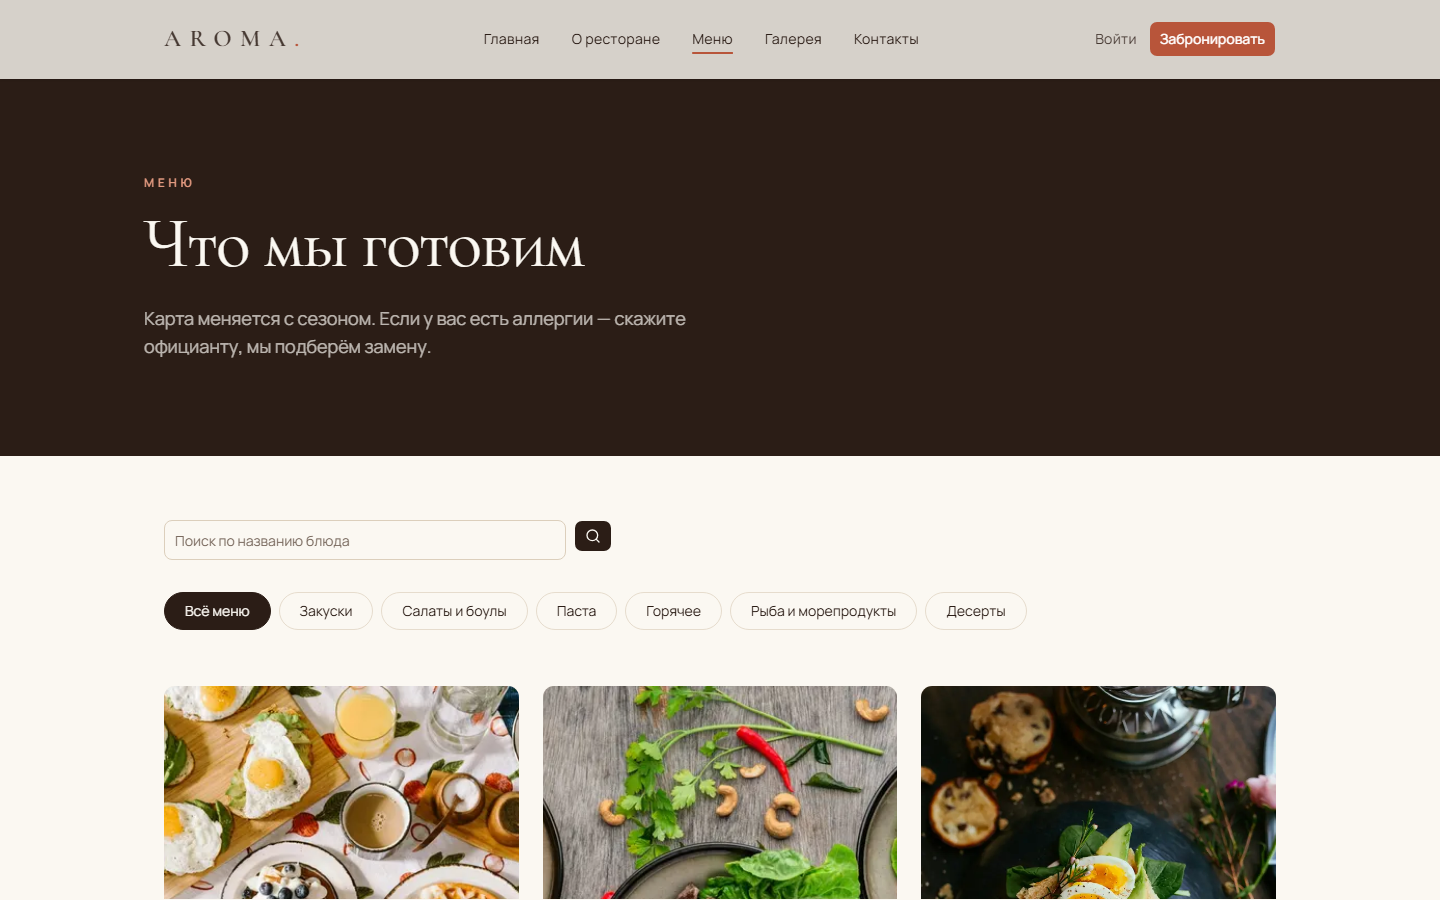 AROMA.
Главная
О ресторане
Меню
Галерея
Контакты
Войти
Забронировать
МЕНЮ
Что мы готовим
Карта меняется с сезоном. Если у вас есть аллергии — скажите
официанту, мы подберём замену.
Поиск по названию блюда
Всё меню
Закуски
Салаты и боулы
Паста
Горячее
Рыба и морепродукты
Десерты